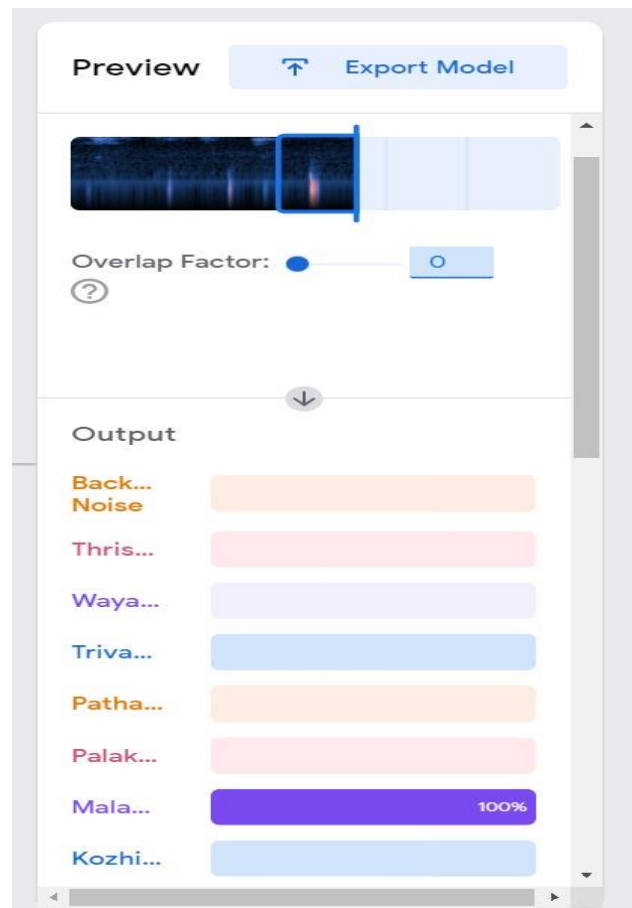 Preview
Export Model
Overlap Factor:
0
?
Output
Back...
Noise
Thris...
Waya...
Triva...
Patha...
Palak...
Mala...
100%
Kozhi...